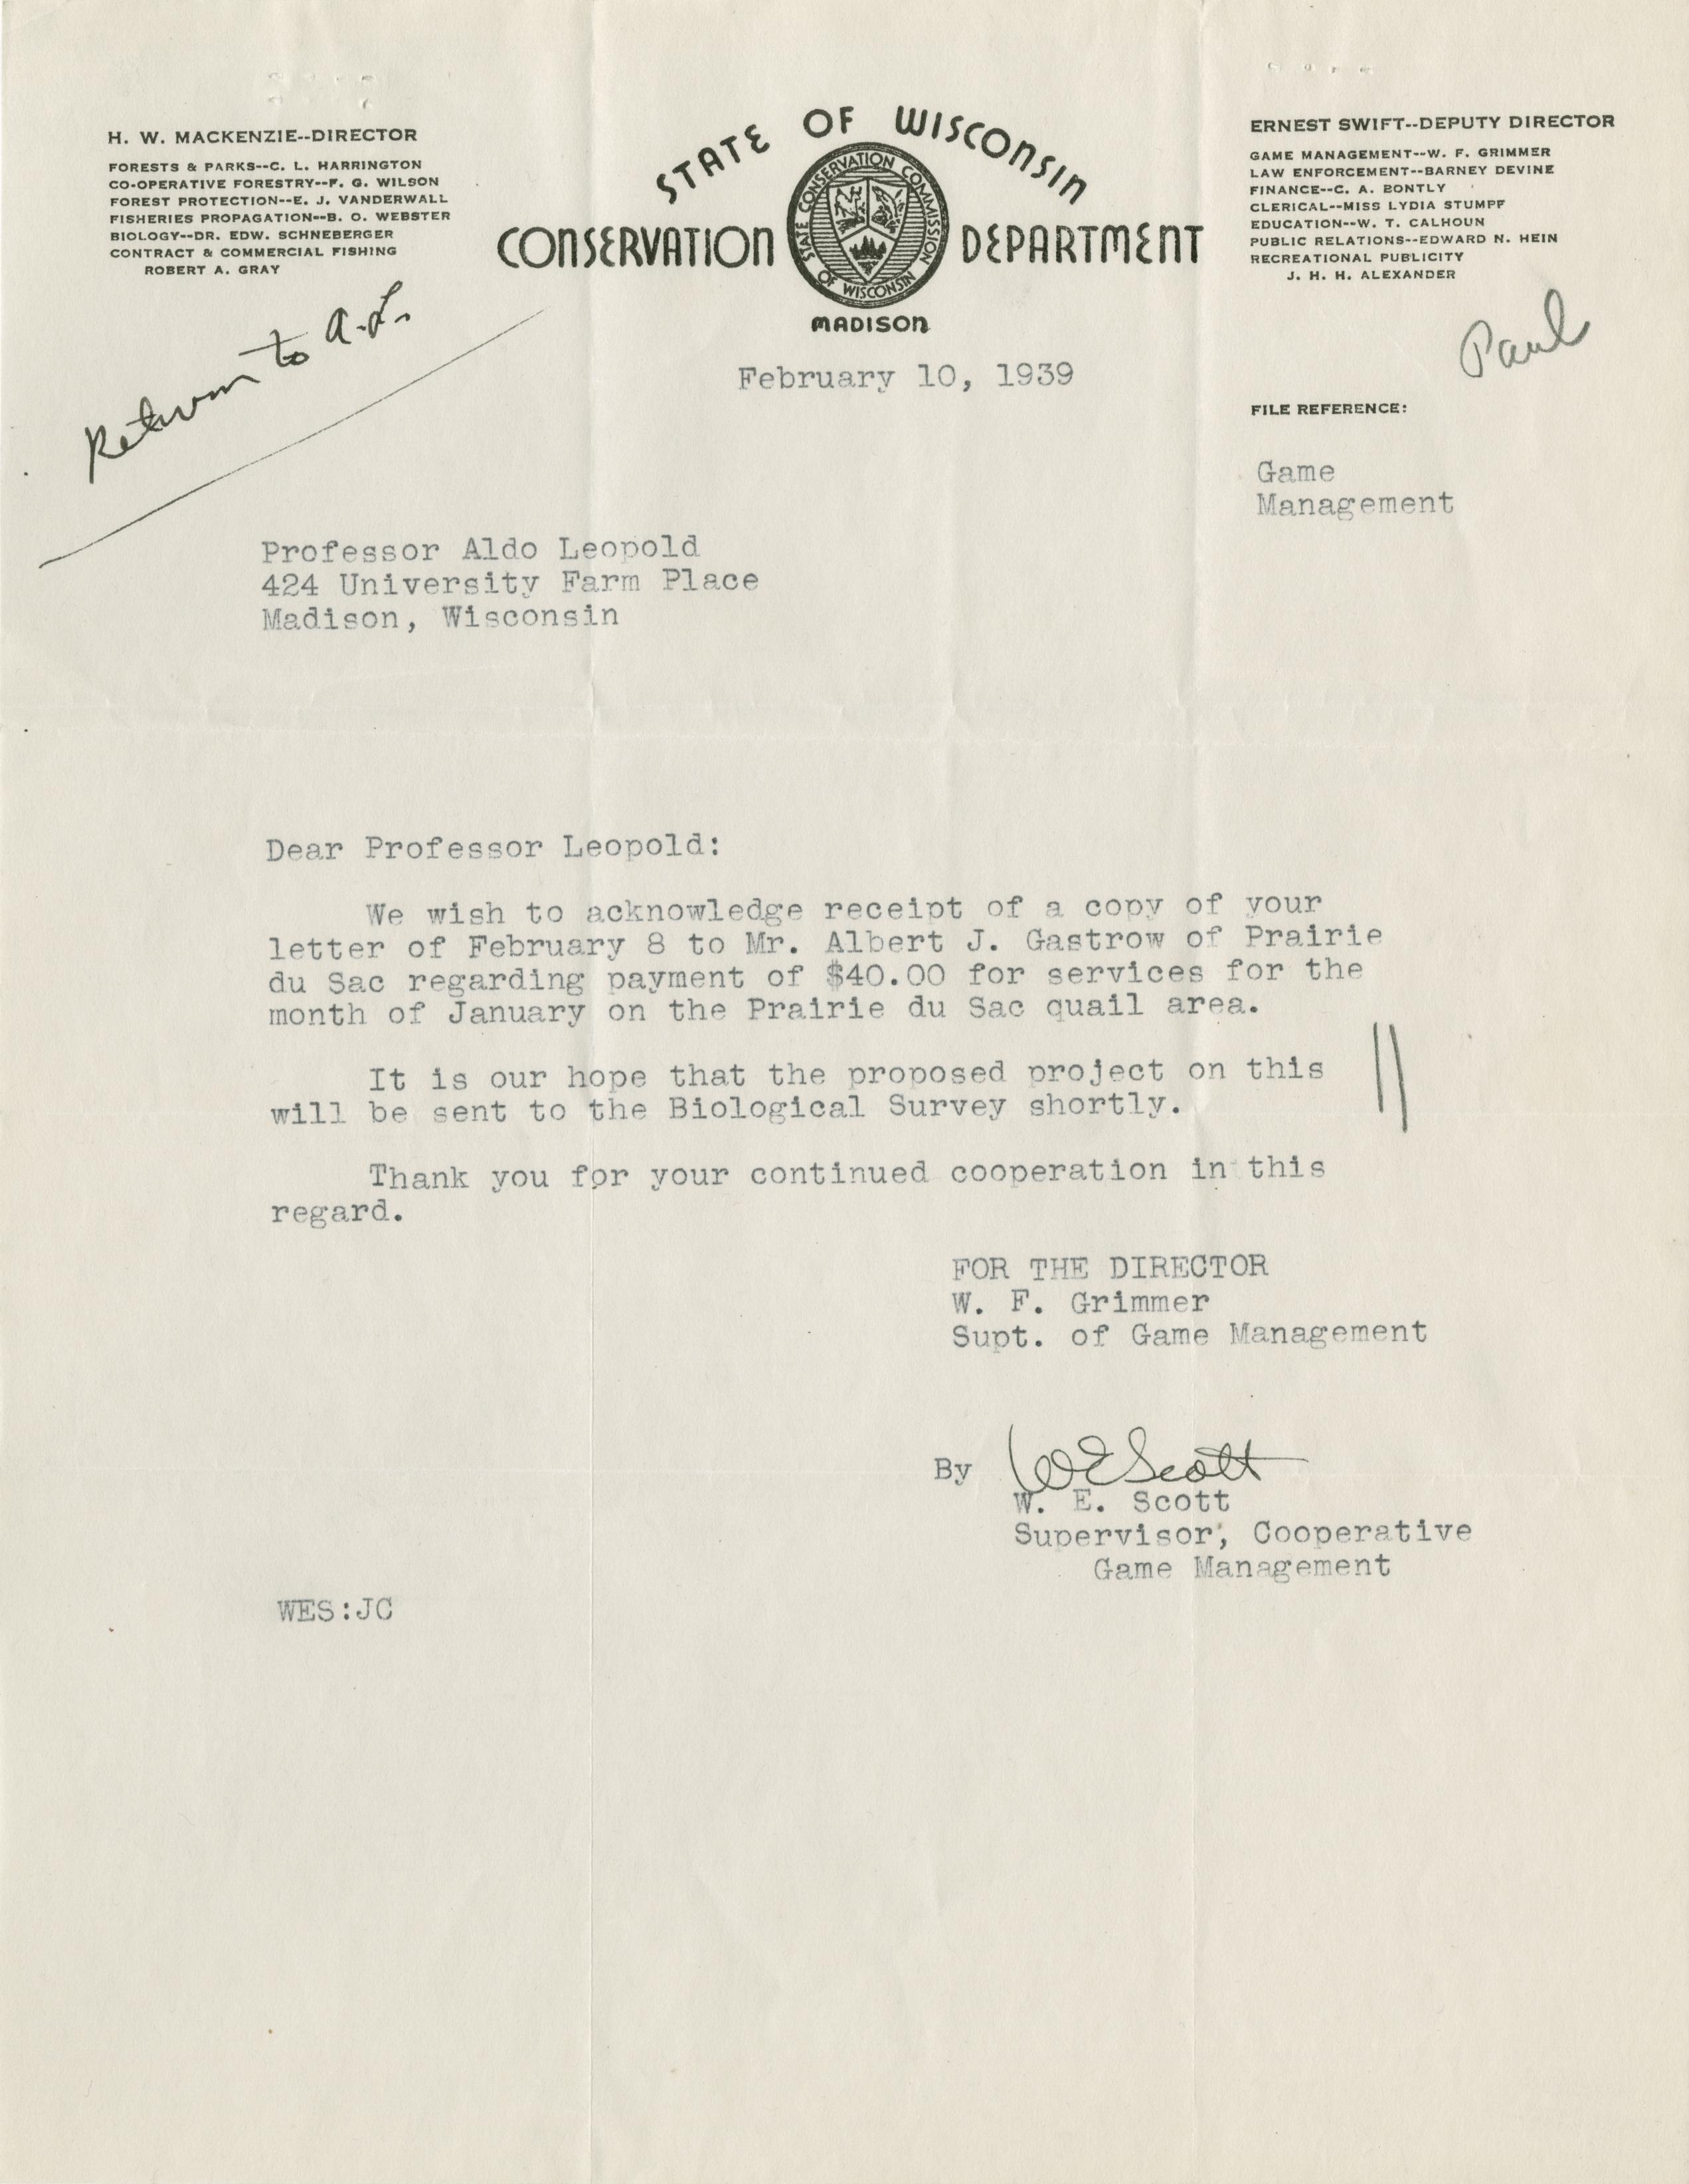 H. W. MACKENZIE--DIRECTOR
FORESTS & PARKS--C. L. HARRINGTON
CO-OPERATIVE FORESTRY--F. G. WILSON
FOREST PROTECTION--E. J. VANDERWALL
FISHERIES PROPAGATION--B. O. WEBSTER
BIOLOGY--DR. EDW. SCHNEBERGER
CONTRACT & COMMERCIAL FISHING
ROBERT A. GRAY
STATE OF WISCONSIN
CONSERVATION DEPARTMENT
STATE CONSERVATION COMMISSION
OF WISCONSIN
MADISON
ERNEST SWIFT--DEPUTY DIRECTOR
GAME MANAGEMENT--W. F. GRIMMER
LAW ENFORCEMENT--BARNEY DEVINE
FINANCE--C. A. BONTLY
CLERICAL--MISS LYDIA STUMPF
EDUCATION--W. T. CALHOUN
PUBLIC RELATIONS--EDWARD N. HEIN
RECREATIONAL PUBLICITY
J. H. H. ALEXANDER
Return to A.L.
Paul
February 10, 1939
FILE REFERENCE:
Game
Management
Professor Aldo Leopold
424 University Farm Place
Madison, Wisconsin
Dear Professor Leopold:
We wish to acknowledge receipt of a copy of your
letter of February 8 to Mr. Albert J. Gastrow of Prairie
du Sac regarding payment of $40.00 for services for the
month of January on the Prairie du Sac quail area.
It is our hope that the proposed project on this
will be sent to the Biological Survey shortly.
Thank you for your continued cooperation in this
regard.
FOR THE DIRECTOR
W. F. Grimmer
Supt. of Game Management
By WEScott
W. E. Scott
Supervisor, Cooperative
Game Management
WES:JC